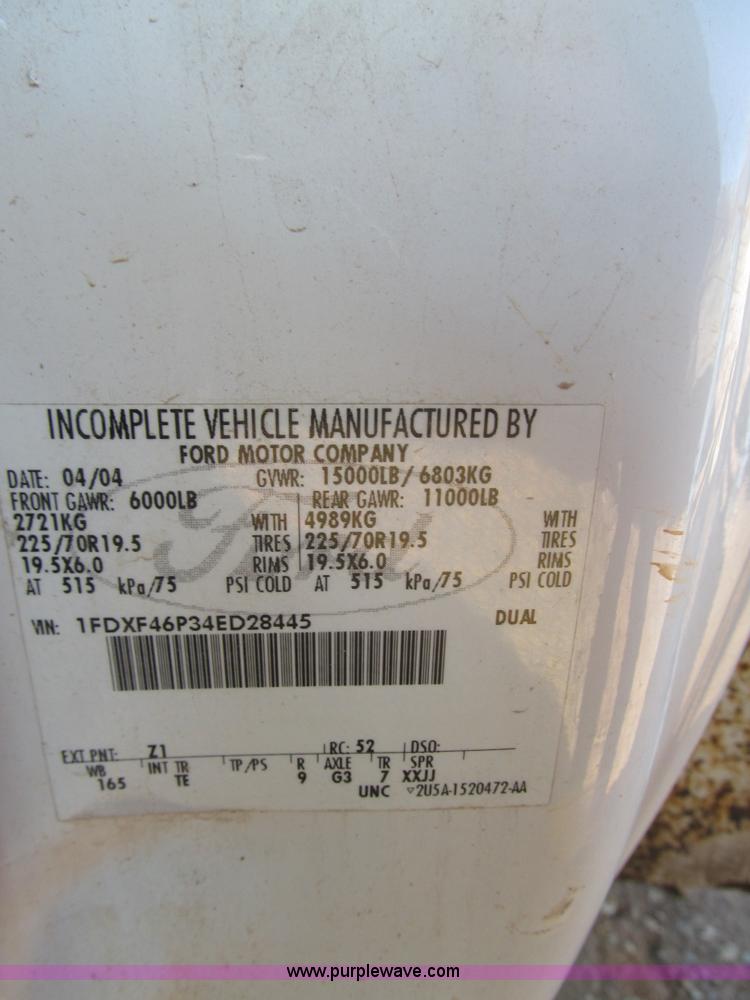 INCOMPLETE VEHICLE MANUFACTURED BY
FORD MOTOR COMPANY
DATE: 04/04 GVWR: 15000LB/ 6803KG
FRONT GAWR: 6000LB REAR GAWR: 11000LB
2721KG WITH 4989KG WITH
225/70R19.5 TIRES 225/70R19.5 TIRES
19.5X6.0 RIMS 19.5X6.0 RIMS
AT 515 kPa/75 PSI COLD AT 515 kPa/75 PSI COLD
VIN: 1FDXF46P34ED28445 DUAL
EXT PNT: Z1 RC: 52 DSO:
WB INT TR TP/PS R AXLE TR SPR
165 TE 9 G3 7 XXJJ
UNC ▽2U5A-1520472-AA
Ford
www.purplewave.com